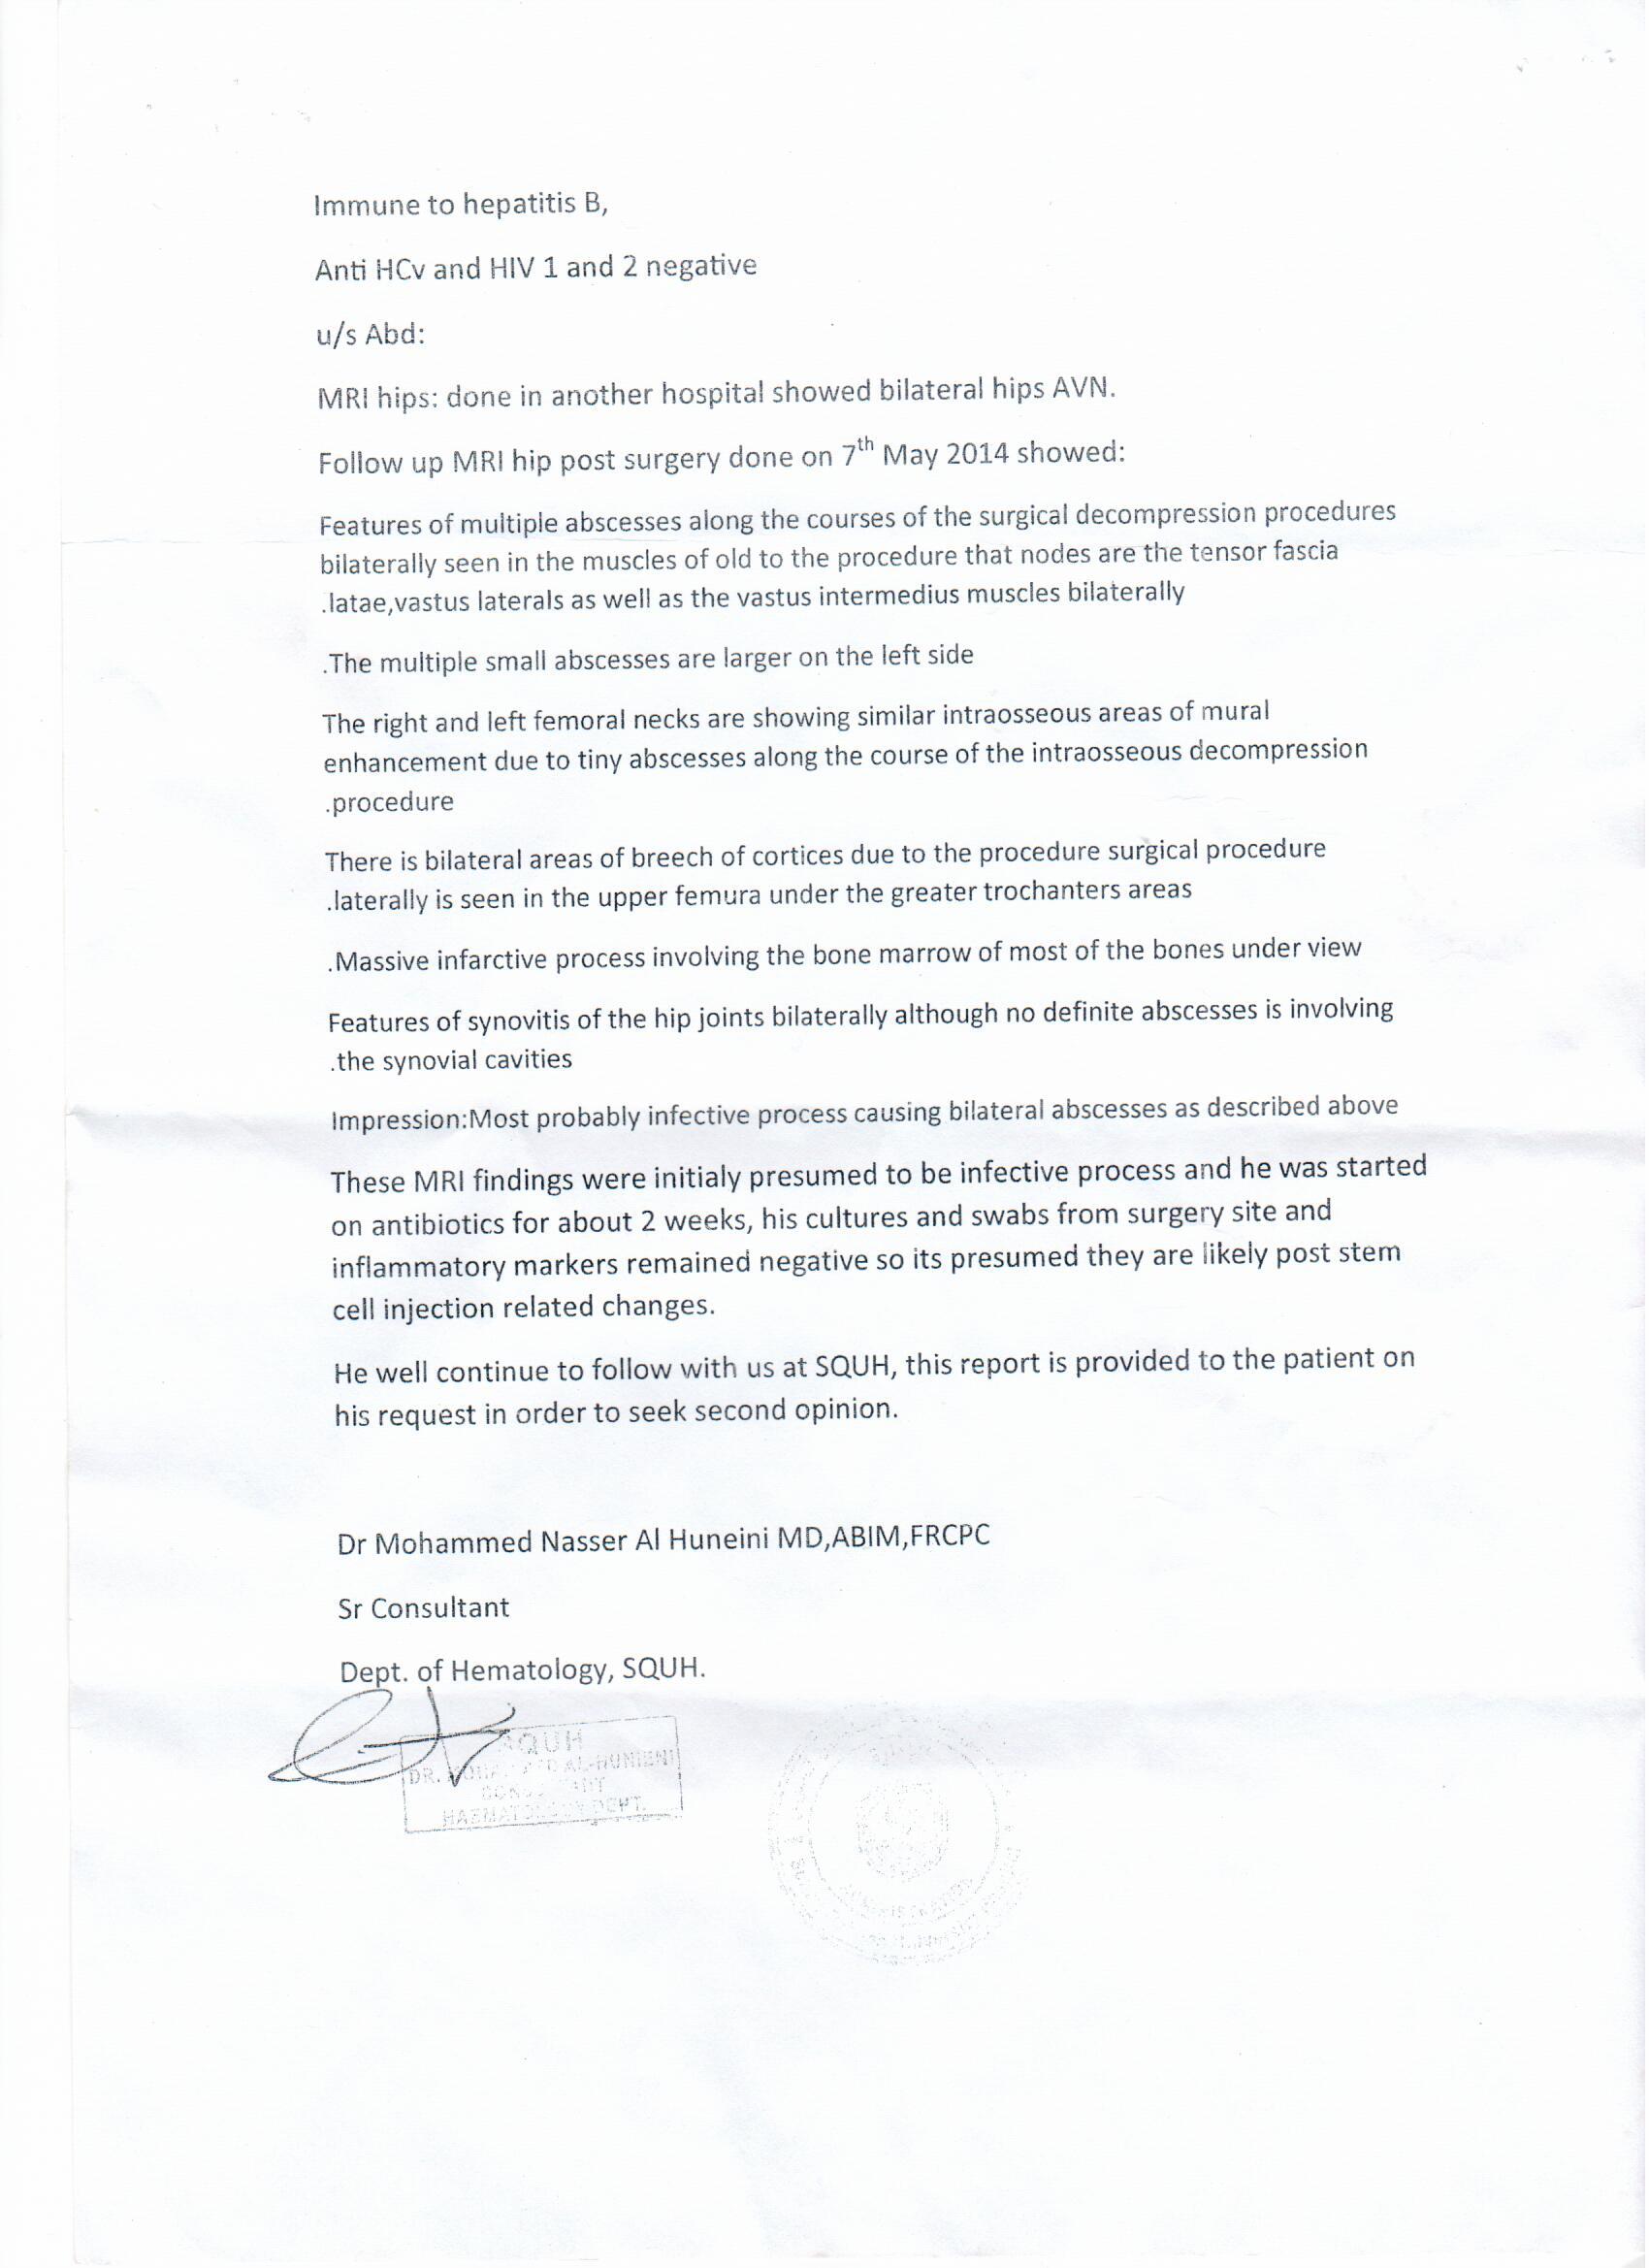 Immune to hepatitis B,
Anti HCv and HIV 1 and 2 negative
u/s Abd:
MRI hips: done in another hospital showed bilateral hips AVN.
Follow up MRI hip post surgery done on 7th May 2014 showed:
Features of multiple abscesses along the courses of the surgical decompression procedures
bilaterally seen in the muscles of old to the procedure that nodes are the tensor fascia
.latae,vastus laterals as well as the vastus intermedius muscles bilaterally
.The multiple small abscesses are larger on the left side
The right and left femoral necks are showing similar intraosseous areas of mural
enhancement due to tiny abscesses along the course of the intraosseous decompression
.procedure
There is bilateral areas of breech of cortices due to the procedure surgical procedure
.laterally is seen in the upper femura under the greater trochanters areas
.Massive infarctive process involving the bone marrow of most of the bones under view
Features of synovitis of the hip joints bilaterally although no definite abscesses is involving
.the synovial cavities
Impression:Most probably infective process causing bilateral abscesses as described above
These MRI findings were initialy presumed to be infective process and he was started
on antibiotics for about 2 weeks, his cultures and swabs from surgery site and
inflammatory markers remained negative so its presumed they are likely post stem
cell injection related changes.
He well continue to follow with us at SQUH, this report is provided to the patient on
his request in order to seek second opinion.
Dr Mohammed Nasser Al Huneini MD,ABIM,FRCPC
Sr Consultant
Dept. of Hematology, SQUH.
SQUH
DR. AL-HUNIENI
DEPT.